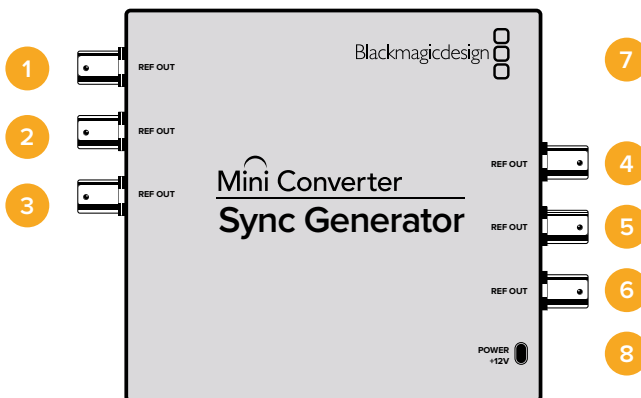 1
REF OUT
Blackmagicdesign
7
2
REF OUT
REF OUT
4
3
REF OUT
Mini Converter
Sync Generator
REF OUT
5
REF OUT
6
POWER
+12V
8